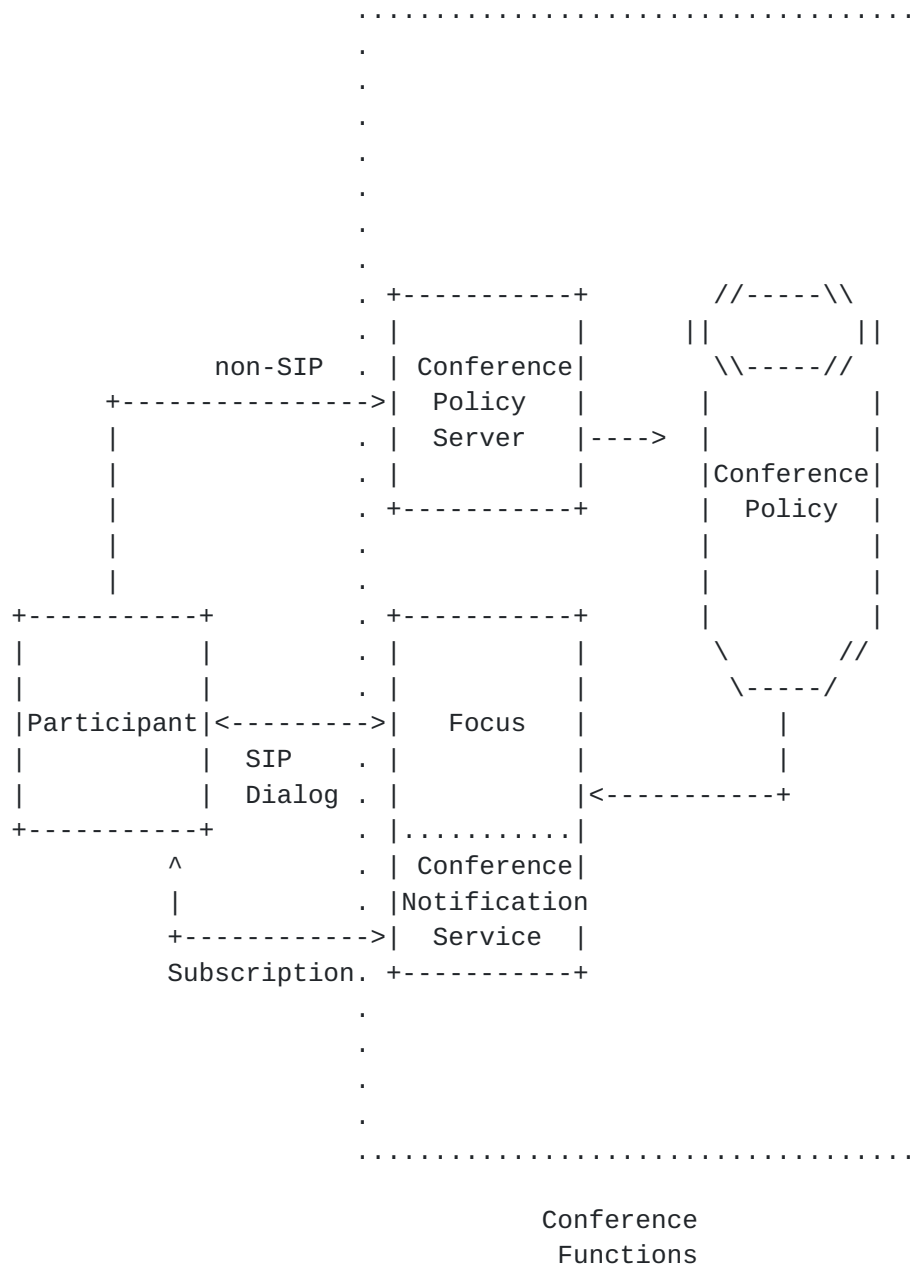 Conference
non-SIP
Policy
Server
Conference
Policy
Participant
Focus
SIP
Dialog
Conference
Notification
Service
Subscription
Conference
Functions